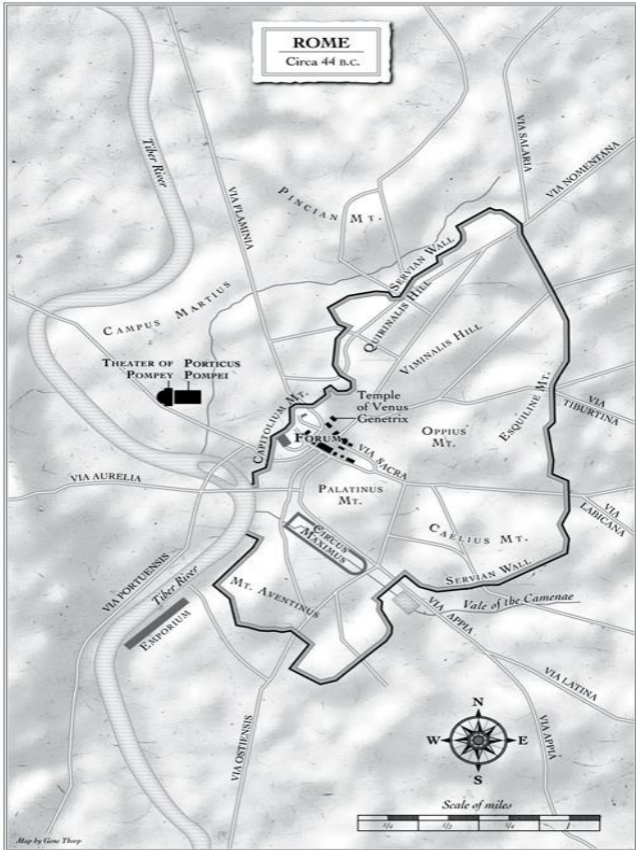 ROME
Circa 44 B.C.
Tiber River
VIA FLAMINIA
PINCIAN MT.
VIA SALARIA
VIA NOMENTANA
SERVIAN WALL
CAMPUS MARTIUS
QUIRINALIS HILL
VIMINALIS HILL
THEATER OF
POMPEY
PORTICUS
POMPEI
CAPITOLIUM MT.
Temple
of Venus
Genetrix
FORUM
VIA SACRA
OPPIUS
MT.
ESQUILINE MT.
VIA
TIBURTINA
VIA AURELIA
PALATINUS
MT.
VIA
LABICANA
CIRCUS
MAXIMUS
CAELIUS MT.
SERVIAN WALL
VIA PORTUENSIS
Tiber River
EMPORIUM
MT. AVENTINUS
VIA APPIA
Vale of the Camenae
VIA LATINA
VIA OSTIENSIS
VIA APPIA
N
W
E
S
Scale of miles
1/4
1/2
3/4
1
Map by Gene Thorp